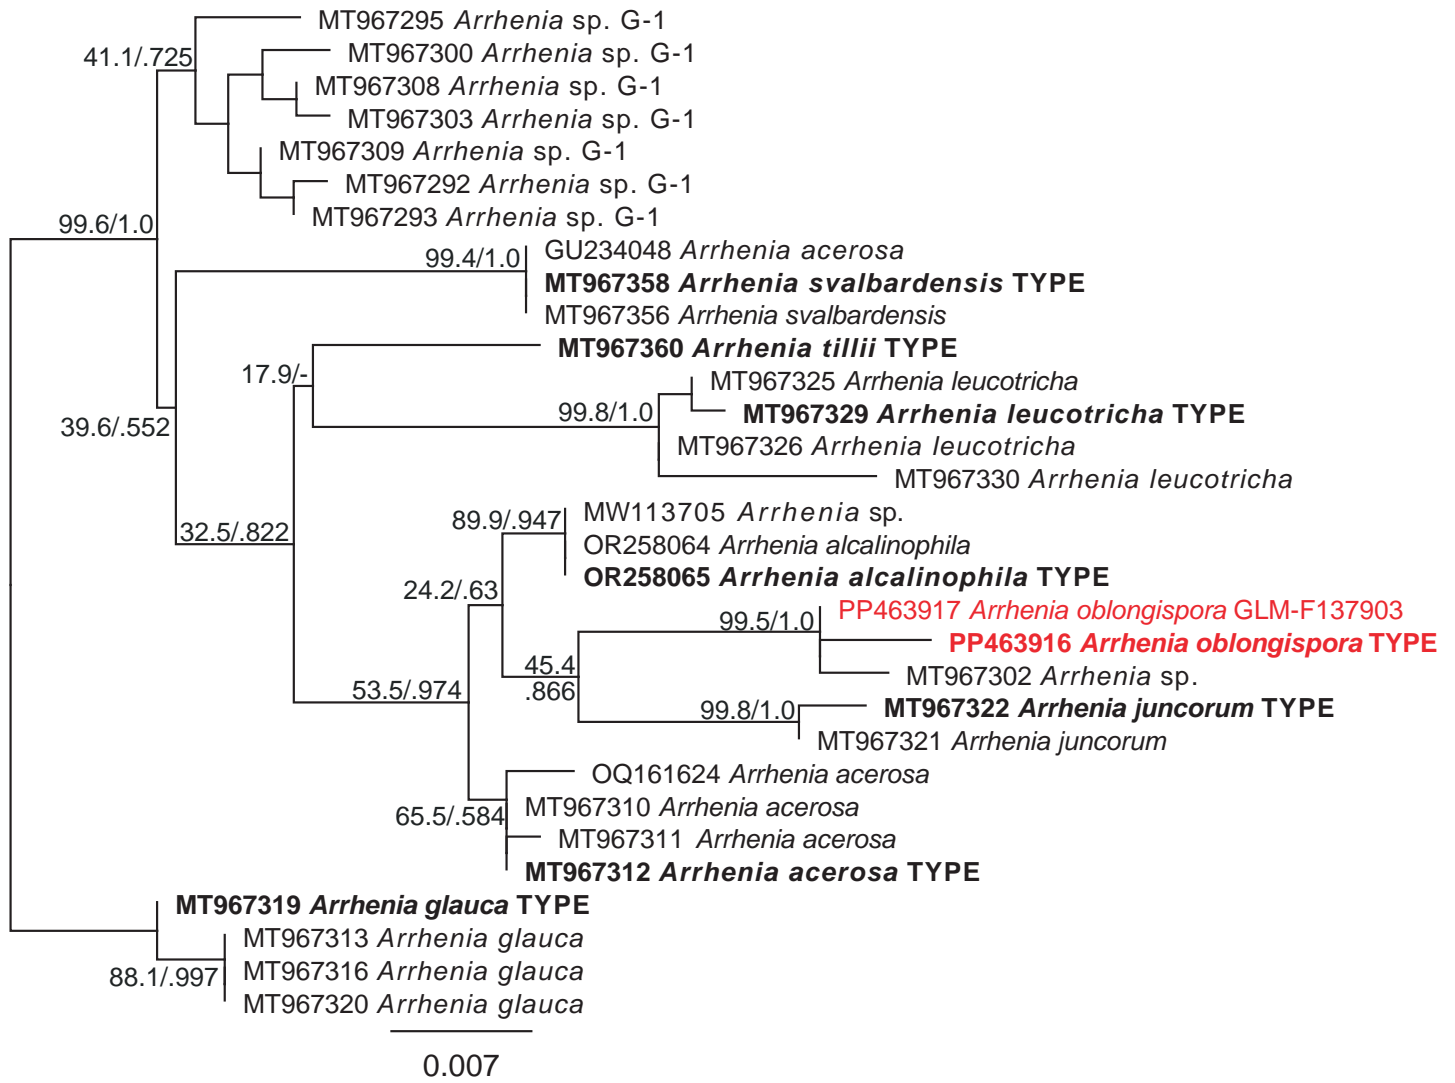 MT967295 Arrhenia sp. G-1
41.1/.725
MT967300 Arrhenia sp. G-1
MT967308 Arrhenia sp. G-1
MT967303 Arrhenia sp. G-1
MT967309 Arrhenia sp. G-1
MT967292 Arrhenia sp. G-1
MT967293 Arrhenia sp. G-1
99.6/1.0
GU234048 Arrhenia acerosa
99.4/1.0
MT967358 Arrhenia svalbardensis TYPE
MT967356 Arrhenia svalbardensis
MT967360 Arrhenia tillii TYPE
17.9/-
MT967325 Arrhenia leucotricha
99.8/1.0
MT967329 Arrhenia leucotricha TYPE
39.6/.552
MT967326 Arrhenia leucotricha
MT967330 Arrhenia leucotricha
MW113705 Arrhenia sp.
89.9/.947
32.5/.822
OR258064 Arrhenia alcalinophila
OR258065 Arrhenia alcalinophila TYPE
24.2/.63
PP463917 Arrhenia oblongispora GLM-F137903
99.5/1.0
PP463916 Arrhenia oblongispora TYPE
45.4
.866
MT967302 Arrhenia sp.
53.5/.974
99.8/1.0
MT967322 Arrhenia juncorum TYPE
MT967321 Arrhenia juncorum
OQ161624 Arrhenia acerosa
MT967310 Arrhenia acerosa
65.5/.584
MT967311 Arrhenia acerosa
MT967312 Arrhenia acerosa TYPE
MT967319 Arrhenia glauca TYPE
MT967313 Arrhenia glauca
88.1/.997
MT967316 Arrhenia glauca
MT967320 Arrhenia glauca
0.007